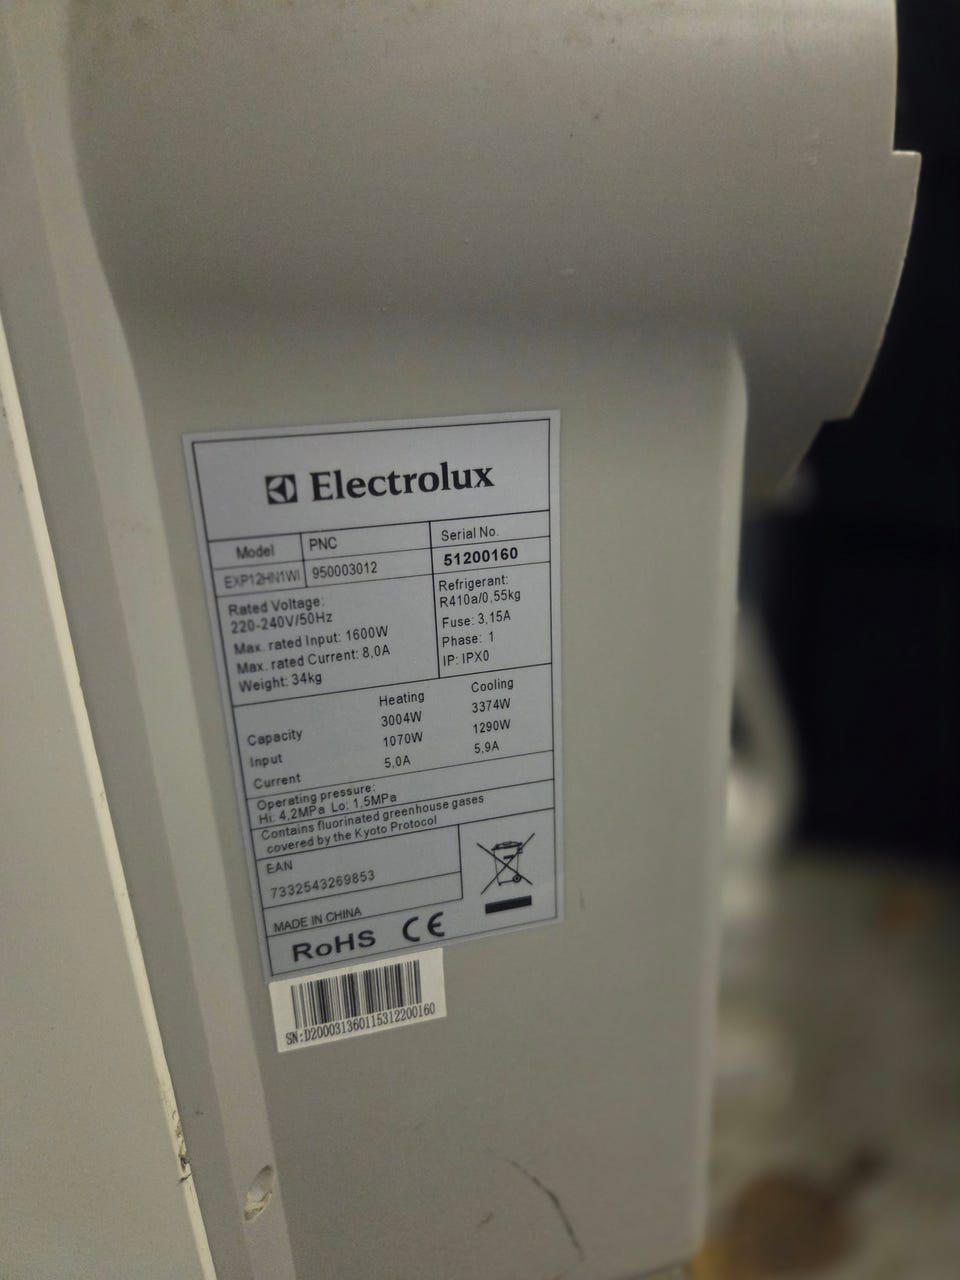 Electrolux
Model
PNC
Serial No.
EXP12HN1WI
950003012
51200160
Rated Voltage:
220-240V/50Hz
Max. rated Input: 1600W
Max. rated Current: 8,0A
Weight: 34kg
Refrigerant:
R410a/0,55kg
Fuse: 3,15A
Phase: 1
IP: IPX0
Heating Cooling
Capacity 3004W 3374W
Input 1070W 1290W
Current 5,0A 5,9A
Operating pressure:
Hi: 4,2MPa Lo: 1,5MPa
Contains fluorinated greenhouse gases
covered by the Kyoto Protocol
EAN
7332543269853
MADE IN CHINA
RoHS CE
SN:D200031360115312200160